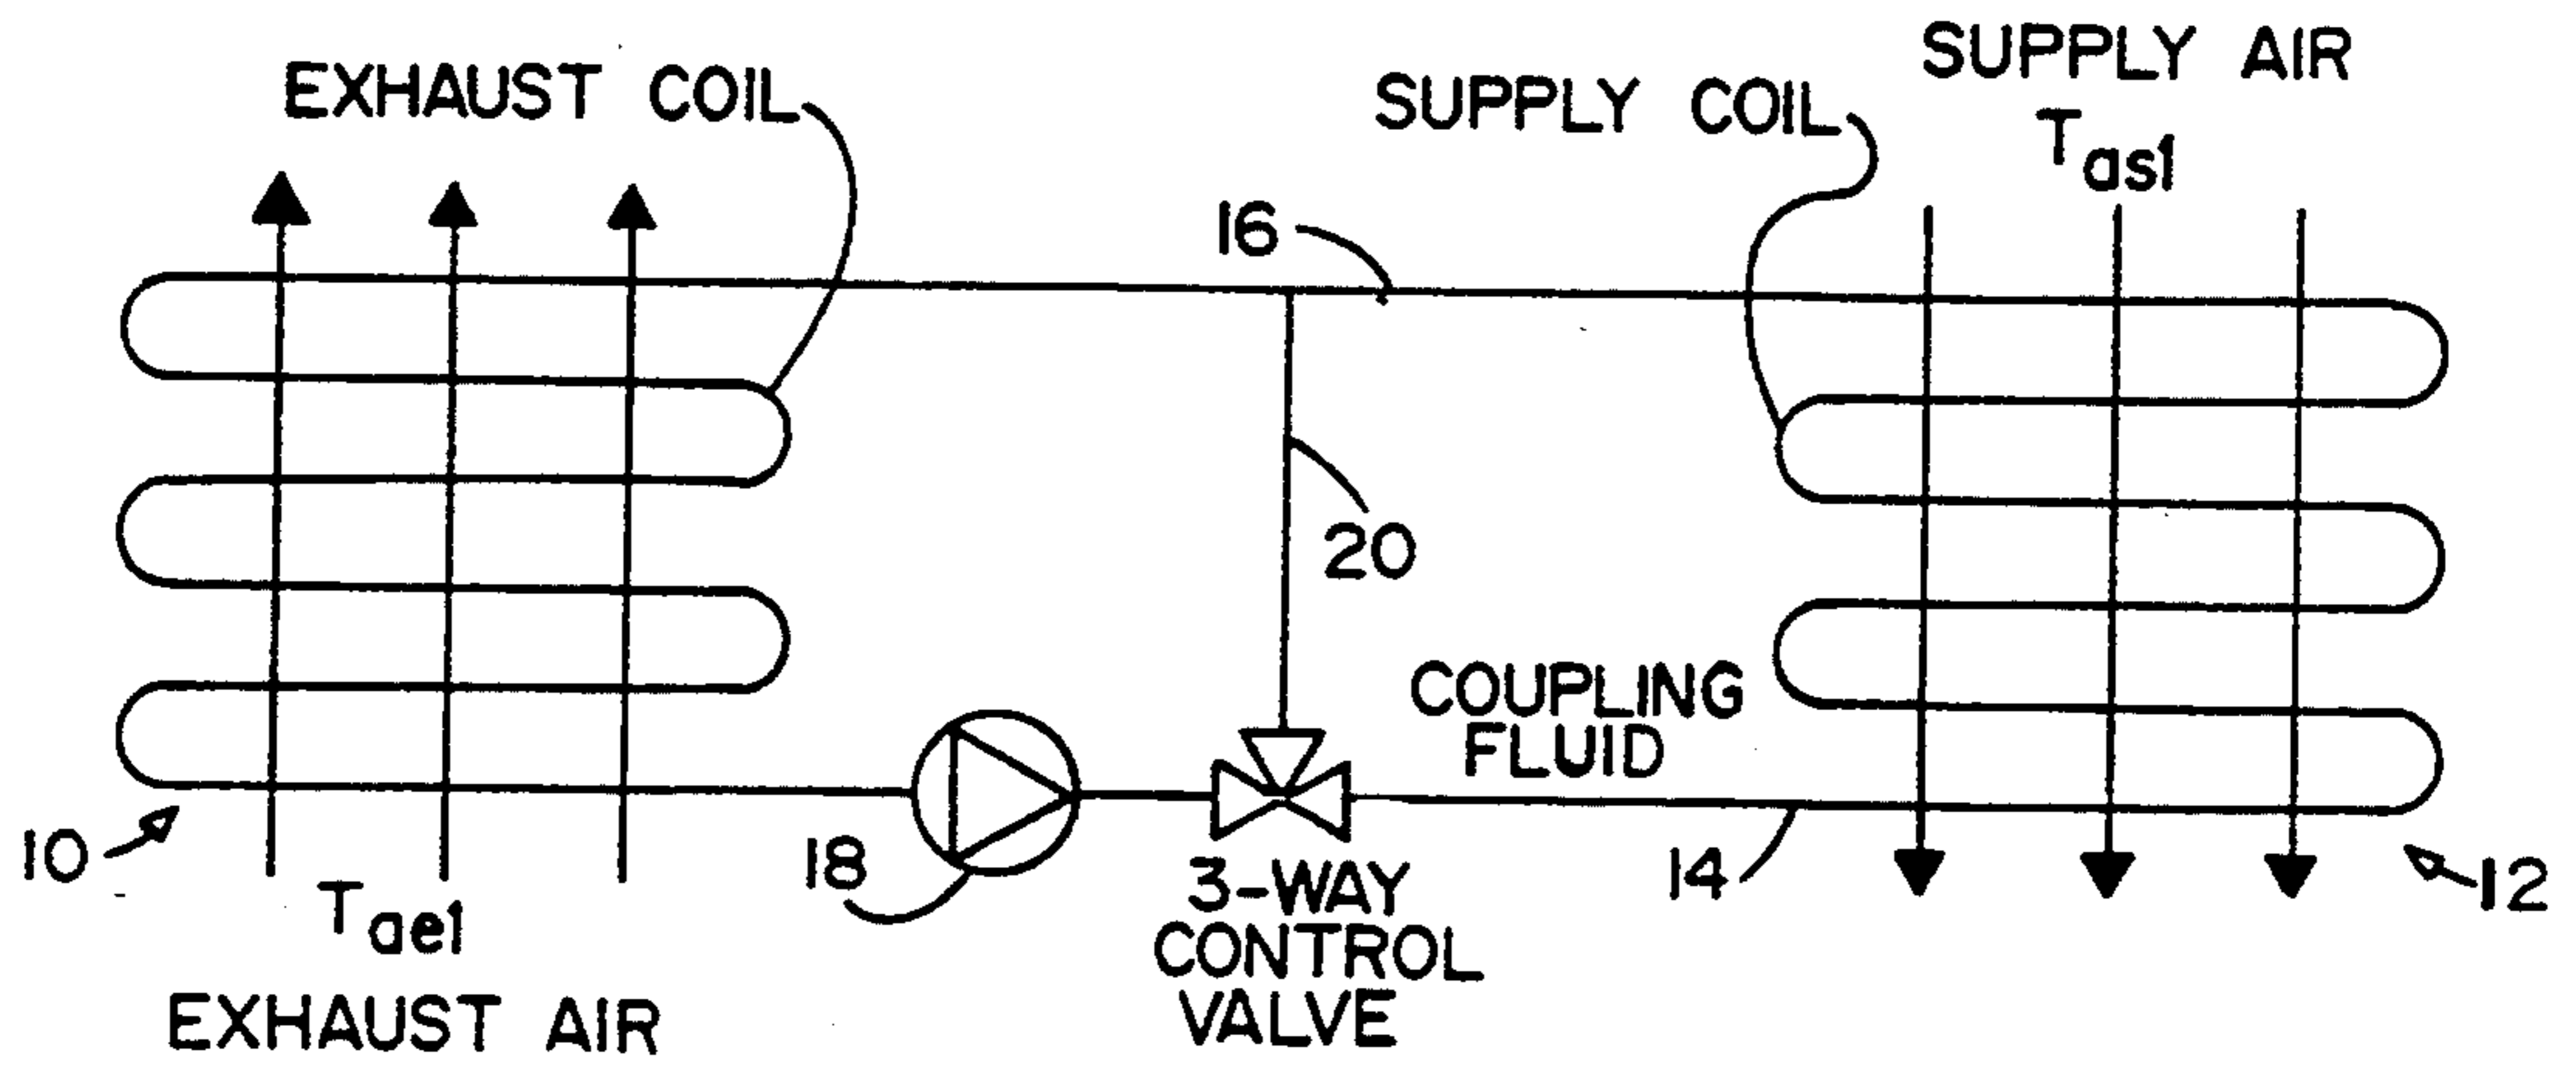 SUPPLY AIR
EXHAUST COIL
SUPPLY COIL
Tas1
16
20
COUPLING
FLUID
10
18
14
12
3-WAY
CONTROL
VALVE
Tae1
EXHAUST AIR